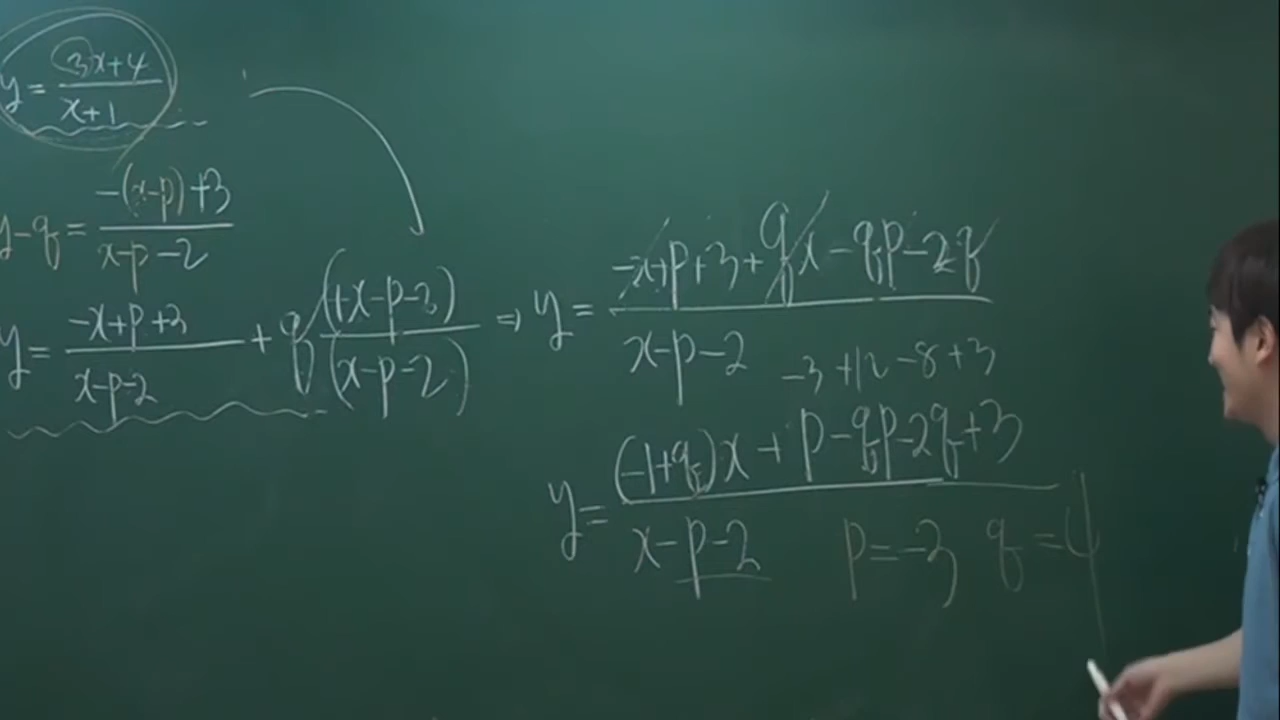 y = (3x+4)/(x+1)
y-q = (-(x-p)+3)/(x-p-2)
y = (-x+p+3)/(x-p-2) + q (+x-p-2)/(x-p-2) ⇒ y = (-x+p+3+qx-qp-2q)/(x-p-2)
-3+12-8+3
y = ((-1+q)x+p-qp-2q+3)/(x-p-2)
p=-3 q=4